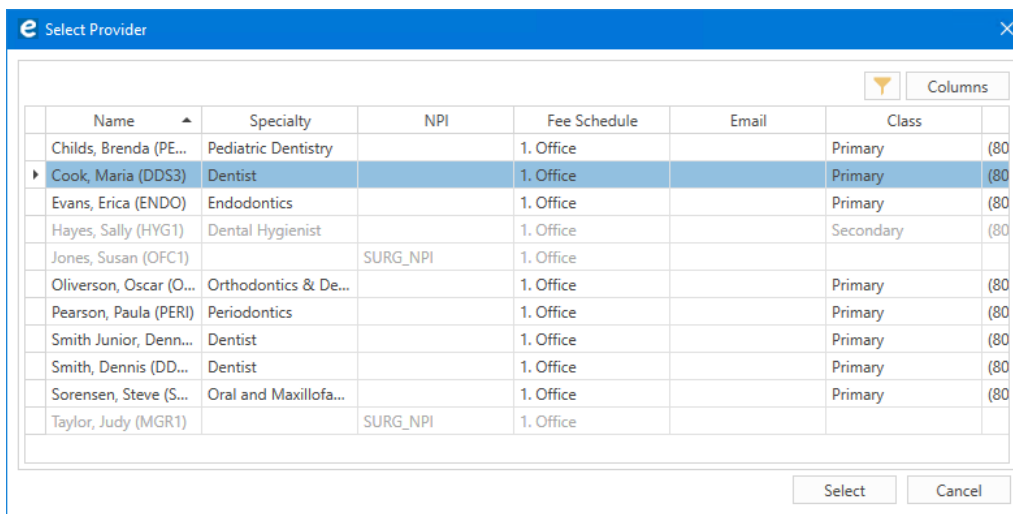 e Select Provider
Columns
Name Specialty NPI Fee Schedule Email Class
Childs, Brenda (PE... Pediatric Dentistry 1. Office Primary (80
Cook, Maria (DDS3) Dentist 1. Office Primary (80
Evans, Erica (ENDO) Endodontics 1. Office Primary (80
Hayes, Sally (HYG1) Dental Hygienist 1. Office Secondary (80
Jones, Susan (OFC1) SURG_NPI 1. Office
Oliverson, Oscar (O... Orthodontics & De... 1. Office Primary (80
Pearson, Paula (PERI) Periodontics 1. Office Primary (80
Smith Junior, Denn... Dentist 1. Office Primary (80
Smith, Dennis (DD... Dentist 1. Office Primary (80
Sorensen, Steve (S... Oral and Maxillofa... 1. Office Primary (80
Taylor, Judy (MGR1) SURG_NPI 1. Office
Select Cancel